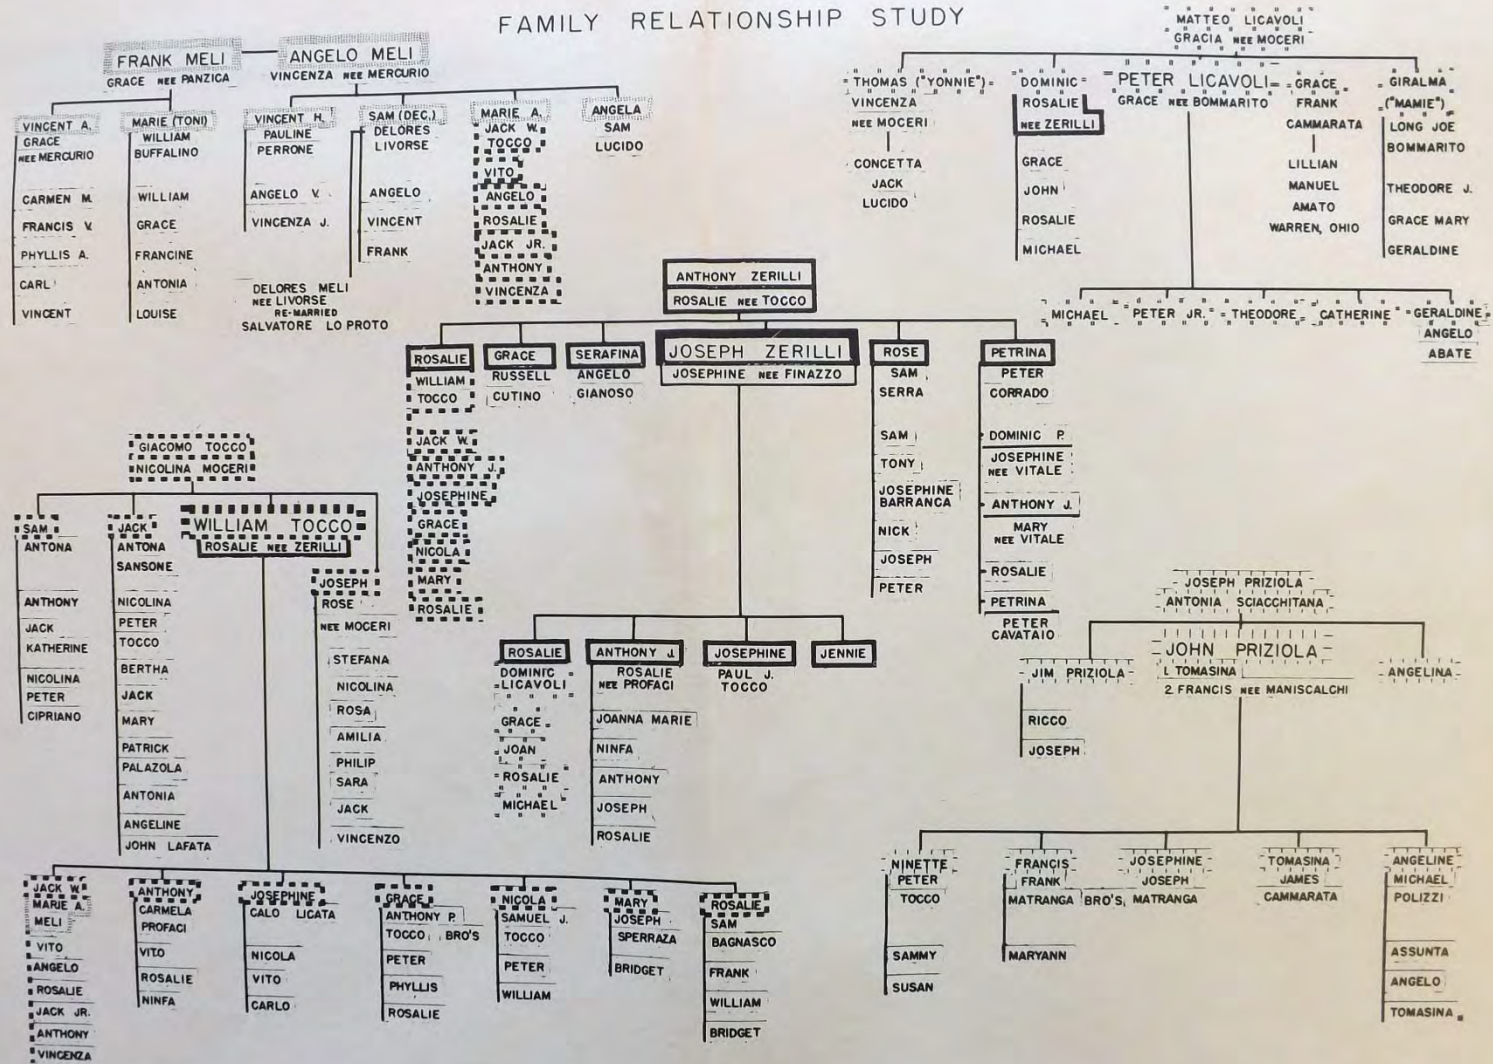 FAMILY RELATIONSHIP STUDY
FRANK MELI
GRACE NEE PANZICA
ANGELO MELI
VINCENZA NEE MERCURIO
VINCENT A.
GRACE
NEE MERCURIO
CARMEN M.
FRANCIS V.
PHYLLIS A.
CARL
VINCENT
MARIE (TONI)
WILLIAM
BUFFALINO
WILLIAM
GRACE
FRANCINE
ANTONIA
LOUISE
VINCENT H.
PAULINE
PERRONE
ANGELO V.
VINCENZA J.
SAM (DEC.)
DELORES
LIVORSE
ANGELO
VINCENT
FRANK
DELORES MELI
NEE LIVORSE
RE-MARRIED
SALVATORE LO PROTO
MARIE A.
JACK W.
TOCCO
VITO
ANGELO
ROSALIE
JACK JR.
ANTHONY
VINCENZA
ANGELA
SAM
LUCIDO
MATTEO LICAVOLI
GRACIA NEE MOCERI
THOMAS ("YONNIE")
VINCENZA
NEE MOCERI
CONCETTA
JACK
LUCIDO
DOMINIC
ROSALIE
NEE ZERILLI
GRACE
JOHN
ROSALIE
MICHAEL
PETER LICAVOLI
GRACE NEE BOMMARITO
GRACE
FRANK
CAMMARATA
LILLIAN
MANUEL
AMATO
WARREN, OHIO
GIRALMA
("MAMIE")
LONG JOE
BOMMARITO
THEODORE J.
GRACE MARY
GERALDINE
MICHAEL
PETER JR.
THEODORE
CATHERINE
GERALDINE
ANGELO
ABATE
ANTHONY ZERILLI
ROSALIE NEE TOCCO
ROSALIE
WILLIAM
TOCCO
JACK W.
ANTHONY J.
JOSEPHINE
GRACE
NICOLA
MARY
ROSALIE
GRACE
RUSSELL
CUTINO
SERAFINA
ANGELO
GIANOSO
JOSEPH ZERILLI
JOSEPHINE NEE FINAZZO
ROSE
SAM
SERRA
SAM
TONY
JOSEPHINE
BARRANCA
NICK
JOSEPH
PETER
PETRINA
PETER
CORRADO
DOMINIC P.
JOSEPHINE
NEE VITALE
ANTHONY J.
MARY
NEE VITALE
ROSALIE
PETRINA
PETER
CAVATAIO
ROSALIE
DOMINIC
LICAVOLI
GRACE
JOAN
ROSALIE
MICHAEL
ANTHONY J.
ROSALIE
NEE PROFACI
JOANNA MARIE
NINFA
ANTHONY
JOSEPH
ROSALIE
JOSEPHINE
PAUL J.
TOCCO
JENNIE
GIACOMO TOCCO
NICOLINA MOCERI
SAM
ANTONA
ANTHONY
JACK
KATHERINE
NICOLINA
PETER
CIPRIANO
JACK
ANTONA
SANSONE
NICOLINA
PETER
TOCCO
BERTHA
JACK
MARY
PATRICK
PALAZOLA
ANTONIA
ANGELINE
JOHN LAFATA
WILLIAM TOCCO
ROSALIE NEE ZERILLI
JOSEPH
ROSE
NEE MOCERI
STEFANA
NICOLINA
ROSA
AMILIA
PHILIP
SARA
JACK
VINCENZO
JACK W.
MARIE A.
MELI
VITO
ANGELO
ROSALIE
JACK JR.
ANTHONY
VINCENZA
ANTHONY
CARMELA
PROFACI
VITO
ROSALIE
NINFA
JOSEPHINE
CALO LICATA
NICOLA
VITO
CARLO
GRACE
ANTHONY P.
TOCCO BRO'S
PETER
PHYLLIS
ROSALIE
NICOLA
SAMUEL J.
TOCCO
PETER
WILLIAM
MARY
JOSEPH
SPERRAZA
BRIDGET
ROSALIE
SAM
BAGNASCO
FRANK
WILLIAM
BRIDGET
JOSEPH PRIZIOLA
ANTONIA SCIACCHITANA
JIM PRIZIOLA
RICCO
JOSEPH
JOHN PRIZIOLA
1. TOMASINA
2. FRANCIS NEE MANISCALCHI
ANGELINA
NINETTE
PETER
TOCCO
SAMMY
SUSAN
FRANCIS
FRANK
MATRANGA BRO'S
MARYANN
JOSEPHINE
JOSEPH
MATRANGA
TOMASINA
JAMES
CAMMARATA
ANGELINE
MICHAEL
POLIZZI
ASSUNTA
ANGELO
TOMASINA